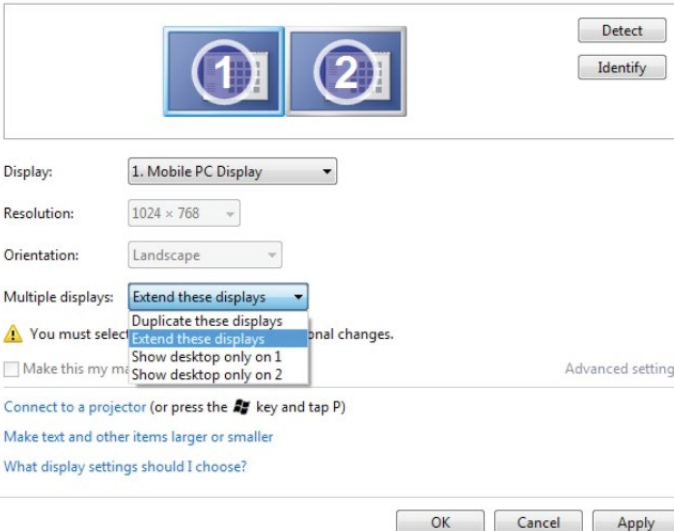 1 2
Detect
Identify
Display: 1. Mobile PC Display
Resolution: 1024 × 768
Orientation: Landscape
Multiple displays: Extend these displays
Duplicate these displays
You must select onal changes.
Extend these displays
Show desktop only on 1
Make this my ma
Show desktop only on 2
Advanced setting
Connect to a projector (or press the key and tap P)
Make text and other items larger or smaller
What display settings should I choose?
OK Cancel Apply